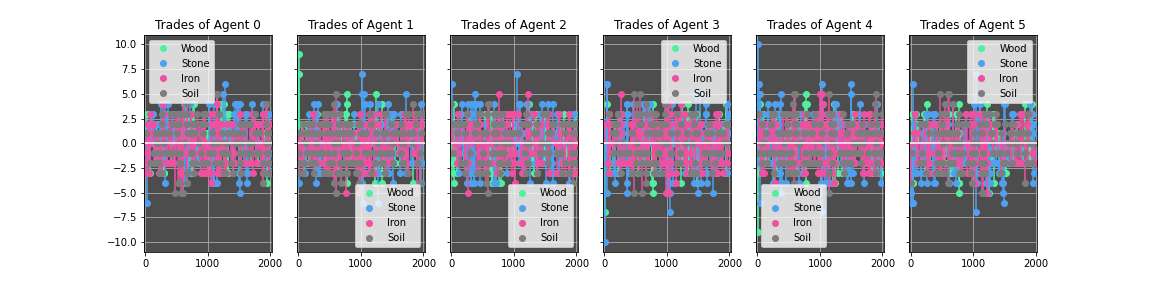 Trades of Agent 0
Trades of Agent 1
Trades of Agent 2
Trades of Agent 3
Trades of Agent 4
Trades of Agent 5
10.0
7.5
5.0
2.5
0.0
−2.5
−5.0
−7.5
−10.0
Wood
Stone
Iron
Soil
Wood
Stone
Iron
Soil
Wood
Stone
Iron
Soil
Wood
Stone
Iron
Soil
Wood
Stone
Iron
Soil
Wood
Stone
Iron
Soil
0 1000 2000
0 1000 2000
0 1000 2000
0 1000 2000
0 1000 2000
0 1000 2000